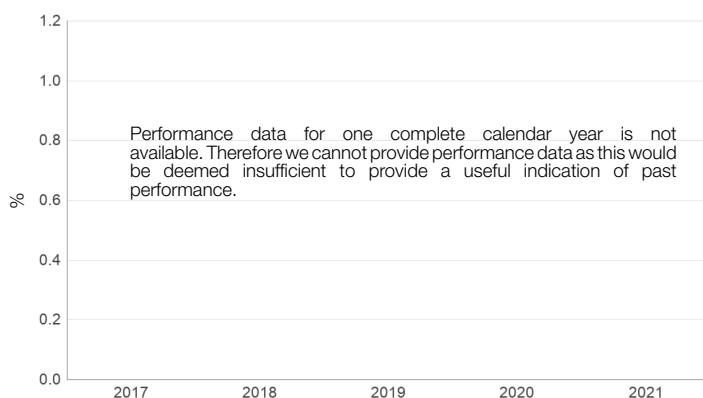 1.2
1.0
0.8
0.6
0.4
0.2
0.0
%
Performance data for one complete calendar year is not
available. Therefore we cannot provide performance data as this would
be deemed insufficient to provide a useful indication of past
performance.
2017 2018 2019 2020 2021